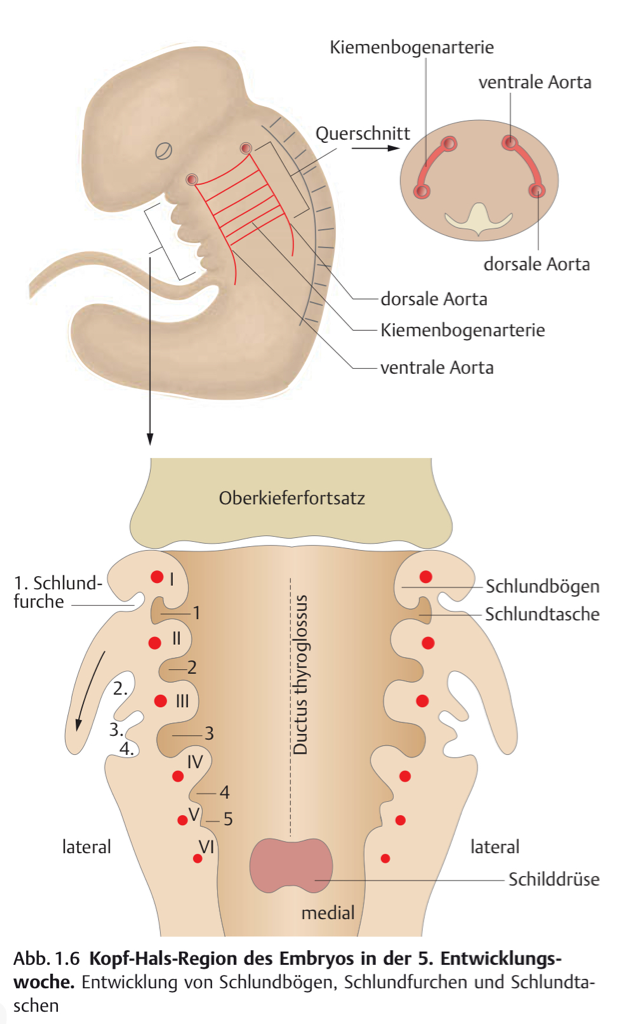 Kiemenbogenarterie
ventrale Aorta
Querschnitt
dorsale Aorta
dorsale Aorta
Kiemenbogenarterie
ventrale Aorta
Oberkieferfortsatz
1. Schlund-
furche
I
1
II
2
2.
III
3.
3
4.
IV
4
V
5
VI
Ductus thyroglossus
Schlundbögen
Schlundtasche
lateral
lateral
Schilddrüse
medial
Abb. 1.6 Kopf-Hals-Region des Embryos in der 5. Entwicklungs-
woche. Entwicklung von Schlundbögen, Schlundfurchen und Schlundta-
schen